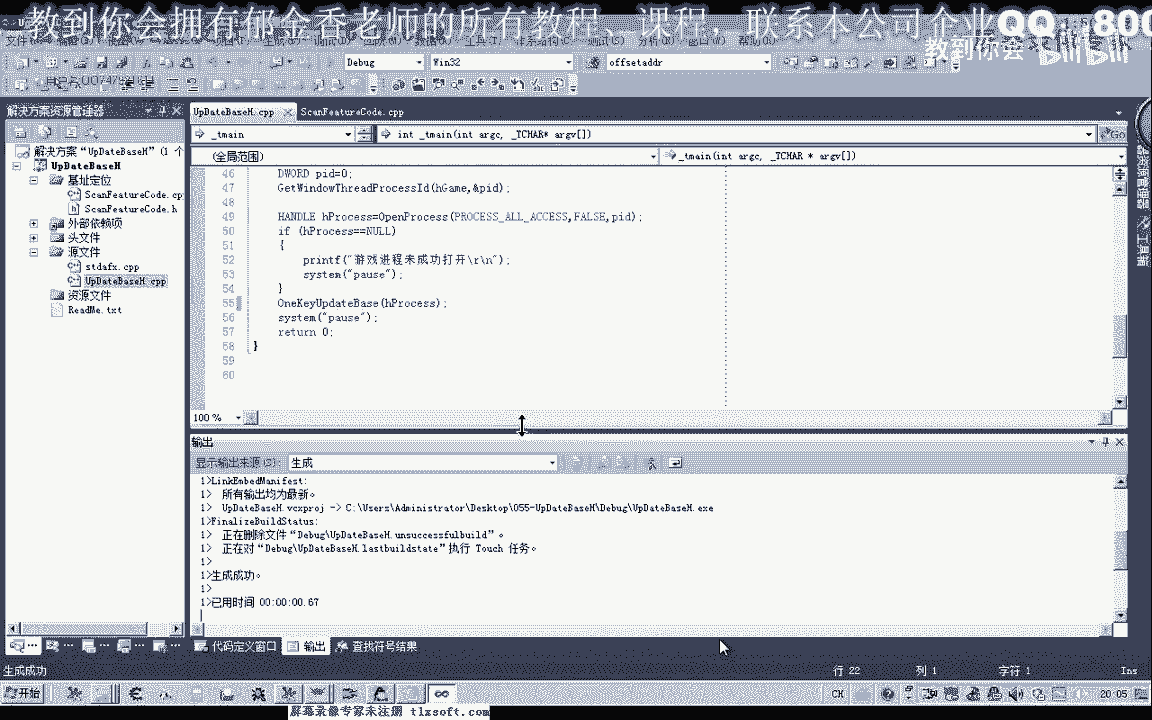 教到你会拥有郁金香老师的所有教程、课程，联系本公司企业QQ：800
教到你会
Debug
Win32
offsetaddr
解决方案资源管理器
解决方案“UpDateBaseH”(1 个
UpDateBaseH
基址定位
ScanFeatureCode.cp
ScanFeatureCode.h
外部依赖项
头文件
源文件
stdafx.cpp
UpDateBaseH.cpp
资源文件
ReadMe.txt
UpDateBaseH.cpp
ScanFeatureCode.cpp
_tmain
int _tmain(int argc, _TCHAR* argv[])
Go
(全局范围)
_tmain(int argc, _TCHAR * argv[])
46 DWORD pid=0;
47 GetWindowThreadProcessId(hGame,&pid);
48
49 HANDLE hProcess=OpenProcess(PROCESS_ALL_ACCESS,FALSE,pid);
50 if (hProcess==NULL)
51 {
52 printf("游戏进程未成功打开\r\n");
53 system("pause");
54 }
55 OneKeyUpdateBase(hProcess);
56 system("pause");
57 return 0;
58 }
59
60
100 %
输出
显示输出来源(S): 生成
1>LinkEmbedManifest:
1> 所有输出均为最新。
1> UpDateBaseH.vcxproj -> C:\Users\Administrator\Desktop\055-UpDateBaseH\Debug\UpDateBaseH.exe
1>FinalizeBuildStatus:
1> 正在删除文件“Debug\UpDateBaseH.unsuccessfulbuild”。
1> 正在对“Debug\UpDateBaseH.lastbuildstate”执行 Touch 任务。
1>
1>生成成功。
1>
1>已用时间 00:00:00.67
代码定义窗口
输出
查找符号结果
生成成功
行 22
列 1
字符 1
Ins
开始
CH
20:05
屏幕录像专家未注册 tlxsoft.com
工具箱